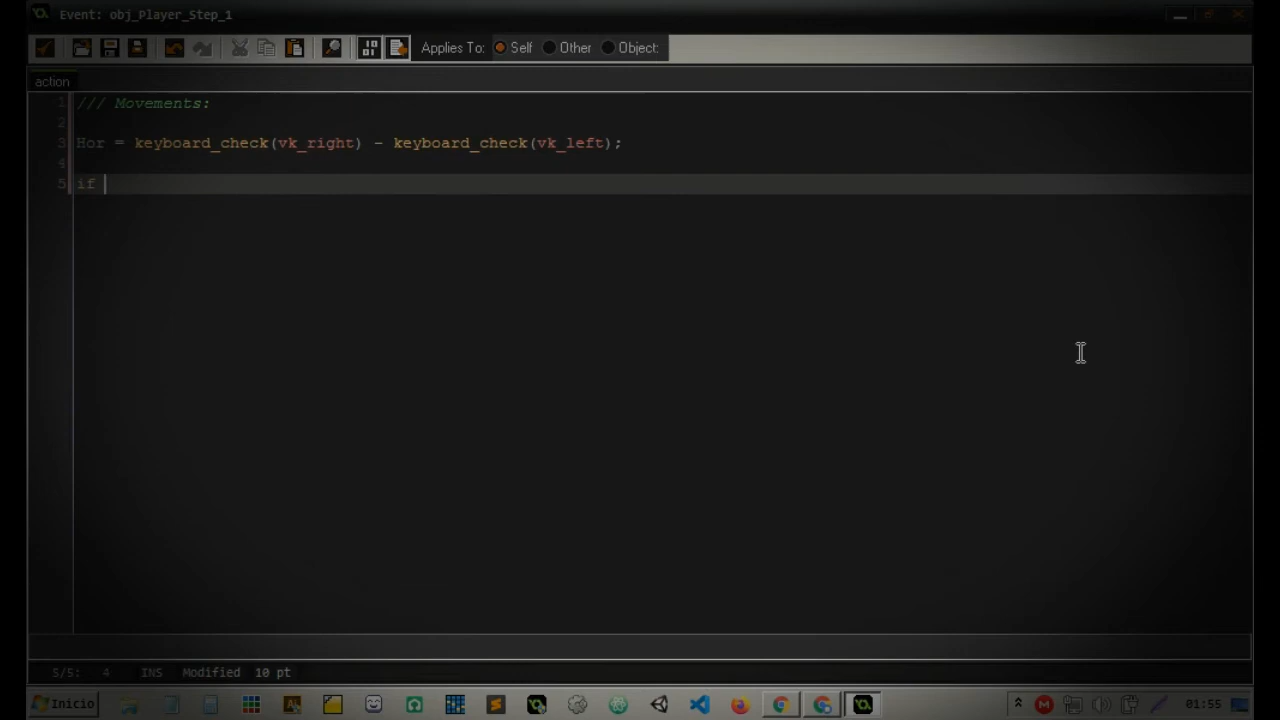 Event: obj_Player_Step_1
Applies To: Self Other Object:
action
1 /// Movements:
2
3 Hor = keyboard_check(vk_right) - keyboard_check(vk_left);
4
5 if
5/5: 4 INS Modified 10 pt
Inicio 01:55